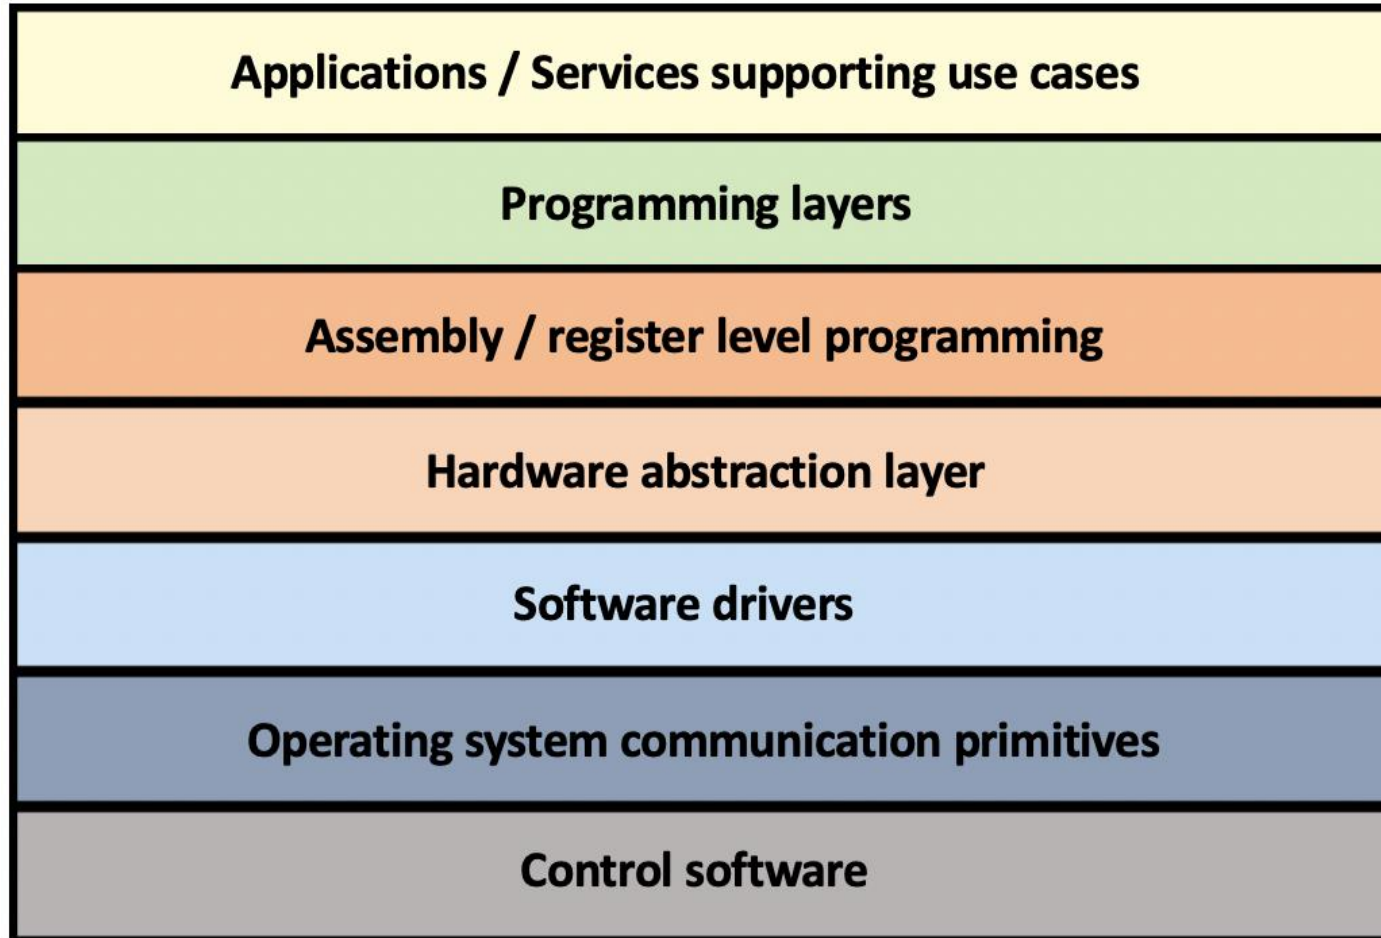 Applications / Services supporting use cases
Programming layers
Assembly / register level programming
Hardware abstraction layer
Software drivers
Operating system communication primitives
Control software